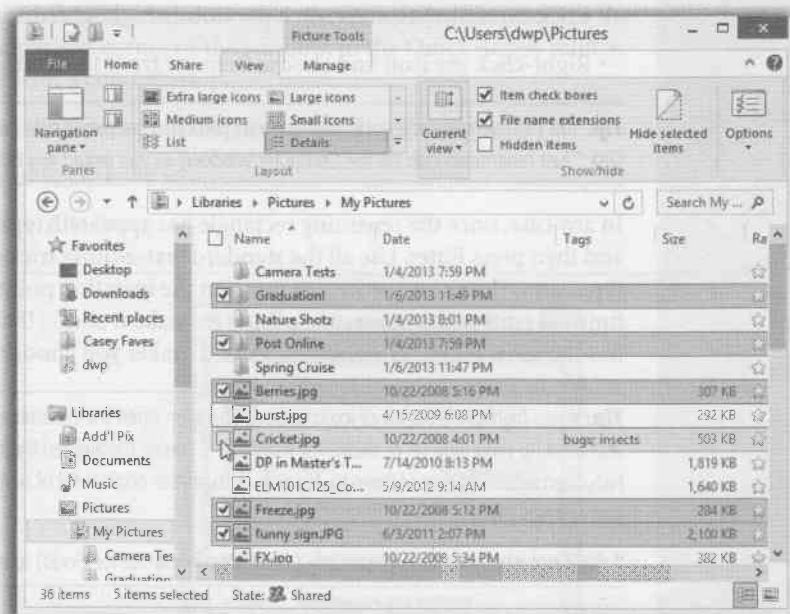 Picture Tools C:\Users\dwp\Pictures
File Home Share View Manage
Extra large icons Large icons
Medium icons Small icons
List Details
Navigation pane
Panes
Layout
Current view
Item check boxes
File name extensions
Hidden items
Hide selected items
Options
Show/hide
Libraries Pictures My Pictures Search My ...
Name Date Tags Size Ra
Favorites
Desktop
Downloads
Recent places
Casey Faves
dwp
Libraries
Add'l Pix
Documents
Music
Pictures
My Pictures
Camera Tes
Graduation
Camera Tests 1/4/2013 7:59 PM
Graduation! 1/6/2013 11:49 PM
Nature Shotz 1/4/2013 8:01 PM
Post Online 1/4/2013 7:59 PM
Spring Cruise 1/6/2013 11:47 PM
Berries.jpg 10/22/2008 5:16 PM 307 KB
burst.jpg 4/15/2009 6:08 PM 292 KB
Cricket.jpg 10/22/2008 4:01 PM bugs; insects 503 KB
DP in Master's T... 7/14/2010 8:13 PM 1,819 KB
ELM101C125_Co... 5/9/2012 9:14 AM 1,640 KB
Freeze.jpg 10/22/2008 5:12 PM 284 KB
funny sign.JPG 6/3/2011 2:07 PM 2,100 KB
FX.jpg 10/22/2008 5:34 PM 382 KB
36 items 5 items selected State: Shared